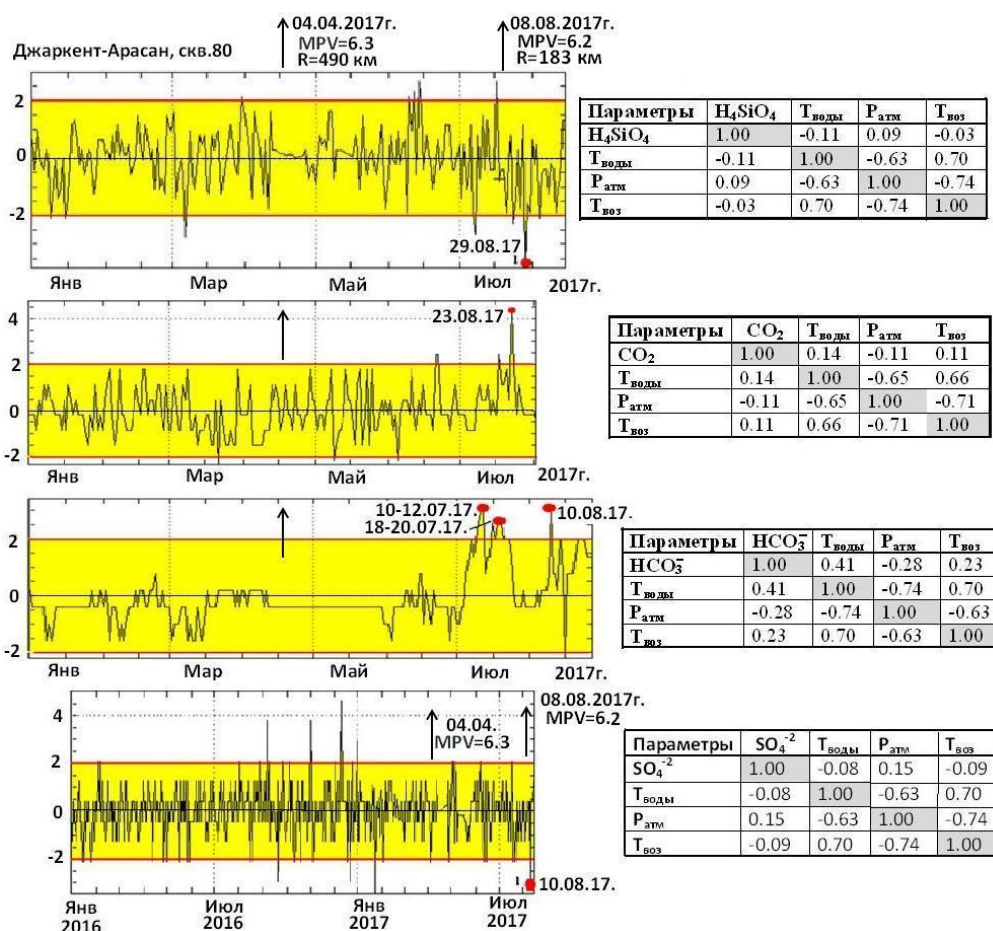 04.04.2017г.
MPV=6.3
R=490 км
08.08.2017г.
MPV=6.2
R=183 км
Джаркент-Арасан, скв.80
2
0
-2
29.08.17
1
Янв Мар Май Июл 2017г.
Параметры H₄SiO₄ Tводы Pатм Tвоз
H₄SiO₄ 1.00 -0.11 0.09 -0.03
Tводы -0.11 1.00 -0.63 0.70
Pатм 0.09 -0.63 1.00 -0.74
Tвоз -0.03 0.70 -0.74 1.00
4
2
0
-2
23.08.17
Янв Мар Май Июл 2017г.
Параметры CO₂ Tводы Pатм Tвоз
CO₂ 1.00 0.14 -0.11 0.11
Tводы 0.14 1.00 -0.65 0.66
Pатм -0.11 -0.65 1.00 -0.71
Tвоз 0.11 0.66 -0.71 1.00
2
0
-2
10-12.07.17.
18-20.07.17.
10.08.17.
Янв Мар Май Июл 2017г.
Параметры HCO₃⁻ Tводы Pатм Tвоз
HCO₃⁻ 1.00 0.41 -0.28 0.23
Tводы 0.41 1.00 -0.74 0.70
Pатм -0.28 -0.74 1.00 -0.63
Tвоз 0.23 0.70 -0.63 1.00
4
2
0
-2
04.04.
MPV=6.3
08.08.2017г.
MPV=6.2
1
10.08.17.
Янв Июл Янв Июл
2016 2016 2017 2017
Параметры SO₄⁻² Tводы Pатм Tвоз
SO₄⁻² 1.00 -0.08 0.15 -0.09
Tводы -0.08 1.00 -0.63 0.70
Pатм 0.15 -0.63 1.00 -0.74
Tвоз -0.09 0.70 -0.74 1.00